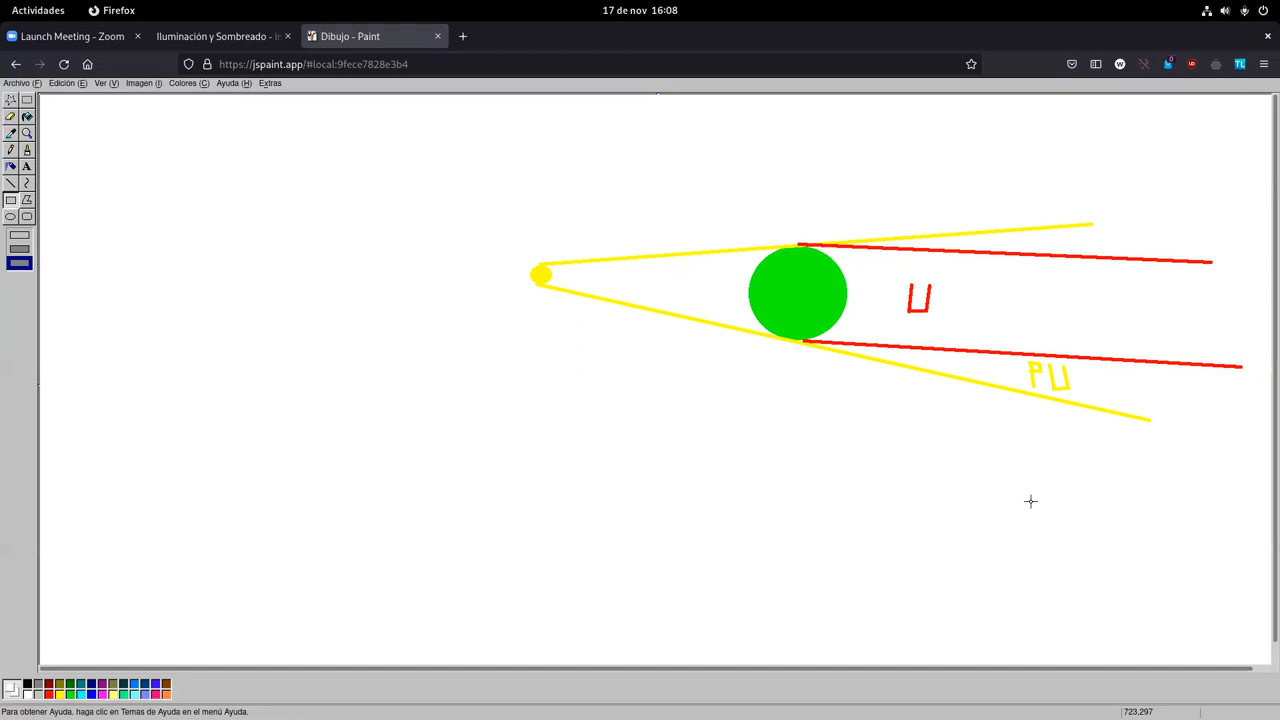 Actividades Firefox 17 de nov 16:08
Launch Meeting - Zoom Iluminación y Sombreado - Dibujo - Paint
https://jspaint.app/#local:9fece7828e3b4
Archivo (F) Edición (E) Ver (V) Imagen (I) Colores (C) Ayuda (H) Extras
A
U
PU
Para obtener Ayuda, haga clic en Temas de Ayuda en el menú Ayuda. 723,297